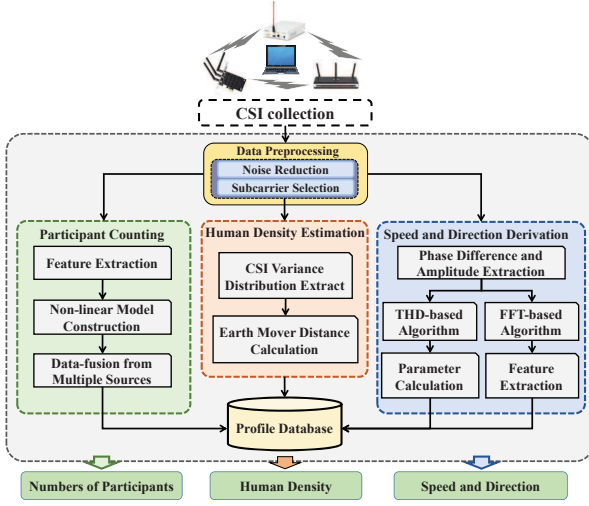 CSI collection
Data Preprocessing
Noise Reduction
Subcarrier Selection
Participant Counting
Feature Extraction
Non-linear Model
Construction
Data-fusion from
Multiple Sources
Human Density Estimation
CSI Variance
Distribution Extract
Earth Mover Distance
Calculation
Speed and Direction Derivation
Phase Difference and
Amplitude Extraction
THD-based
Algorithm
FFT-based
Algorithm
Parameter
Calculation
Feature
Extraction
Profile Database
Numbers of Participants
Human Density
Speed and Direction